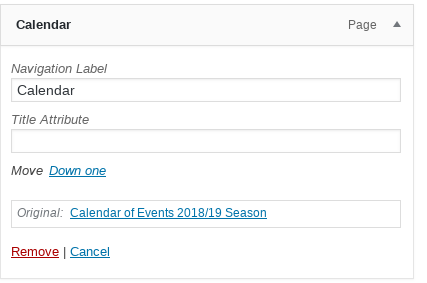 Calendar Page
Navigation Label
Calendar
Title Attribute
Move Down one
Original: Calendar of Events 2018/19 Season
Remove | Cancel